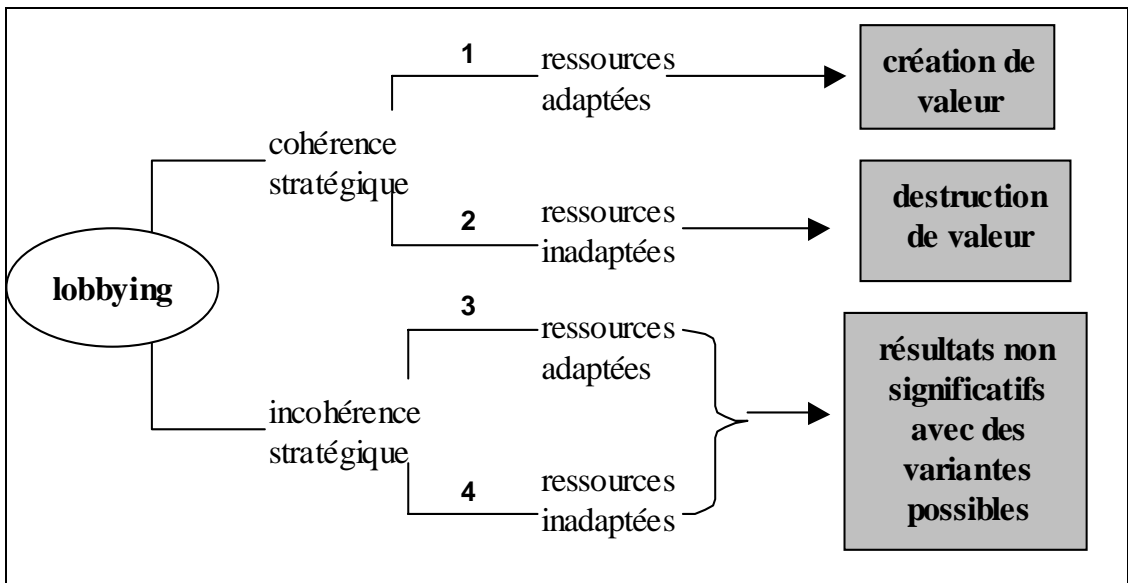 1
ressources
adaptées
création de
valeur
cohérence
stratégique
2
ressources
inadaptées
destruction
de valeur
lobbying
3
ressources
adaptées
incohérence
stratégique
4
ressources
inadaptées
résultats non
significatifs
avec des
variantes
possibles